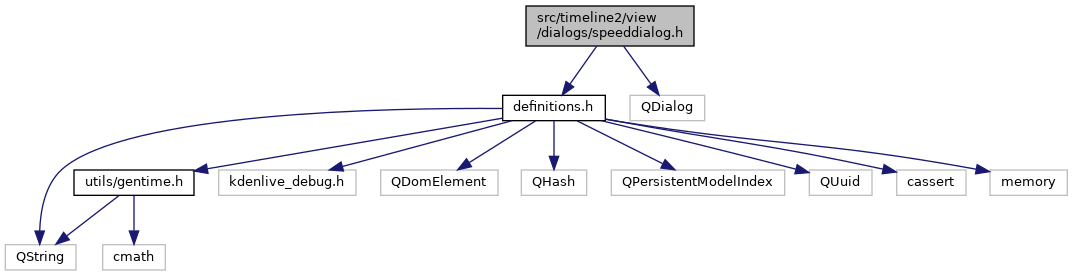 src/timeline2/view
/dialogs/speeddialog.h
definitions.h
QDialog
utils/gentime.h
kdenlive_debug.h
QDomElement
QHash
QPersistentModelIndex
QUuid
cassert
memory
QString
cmath